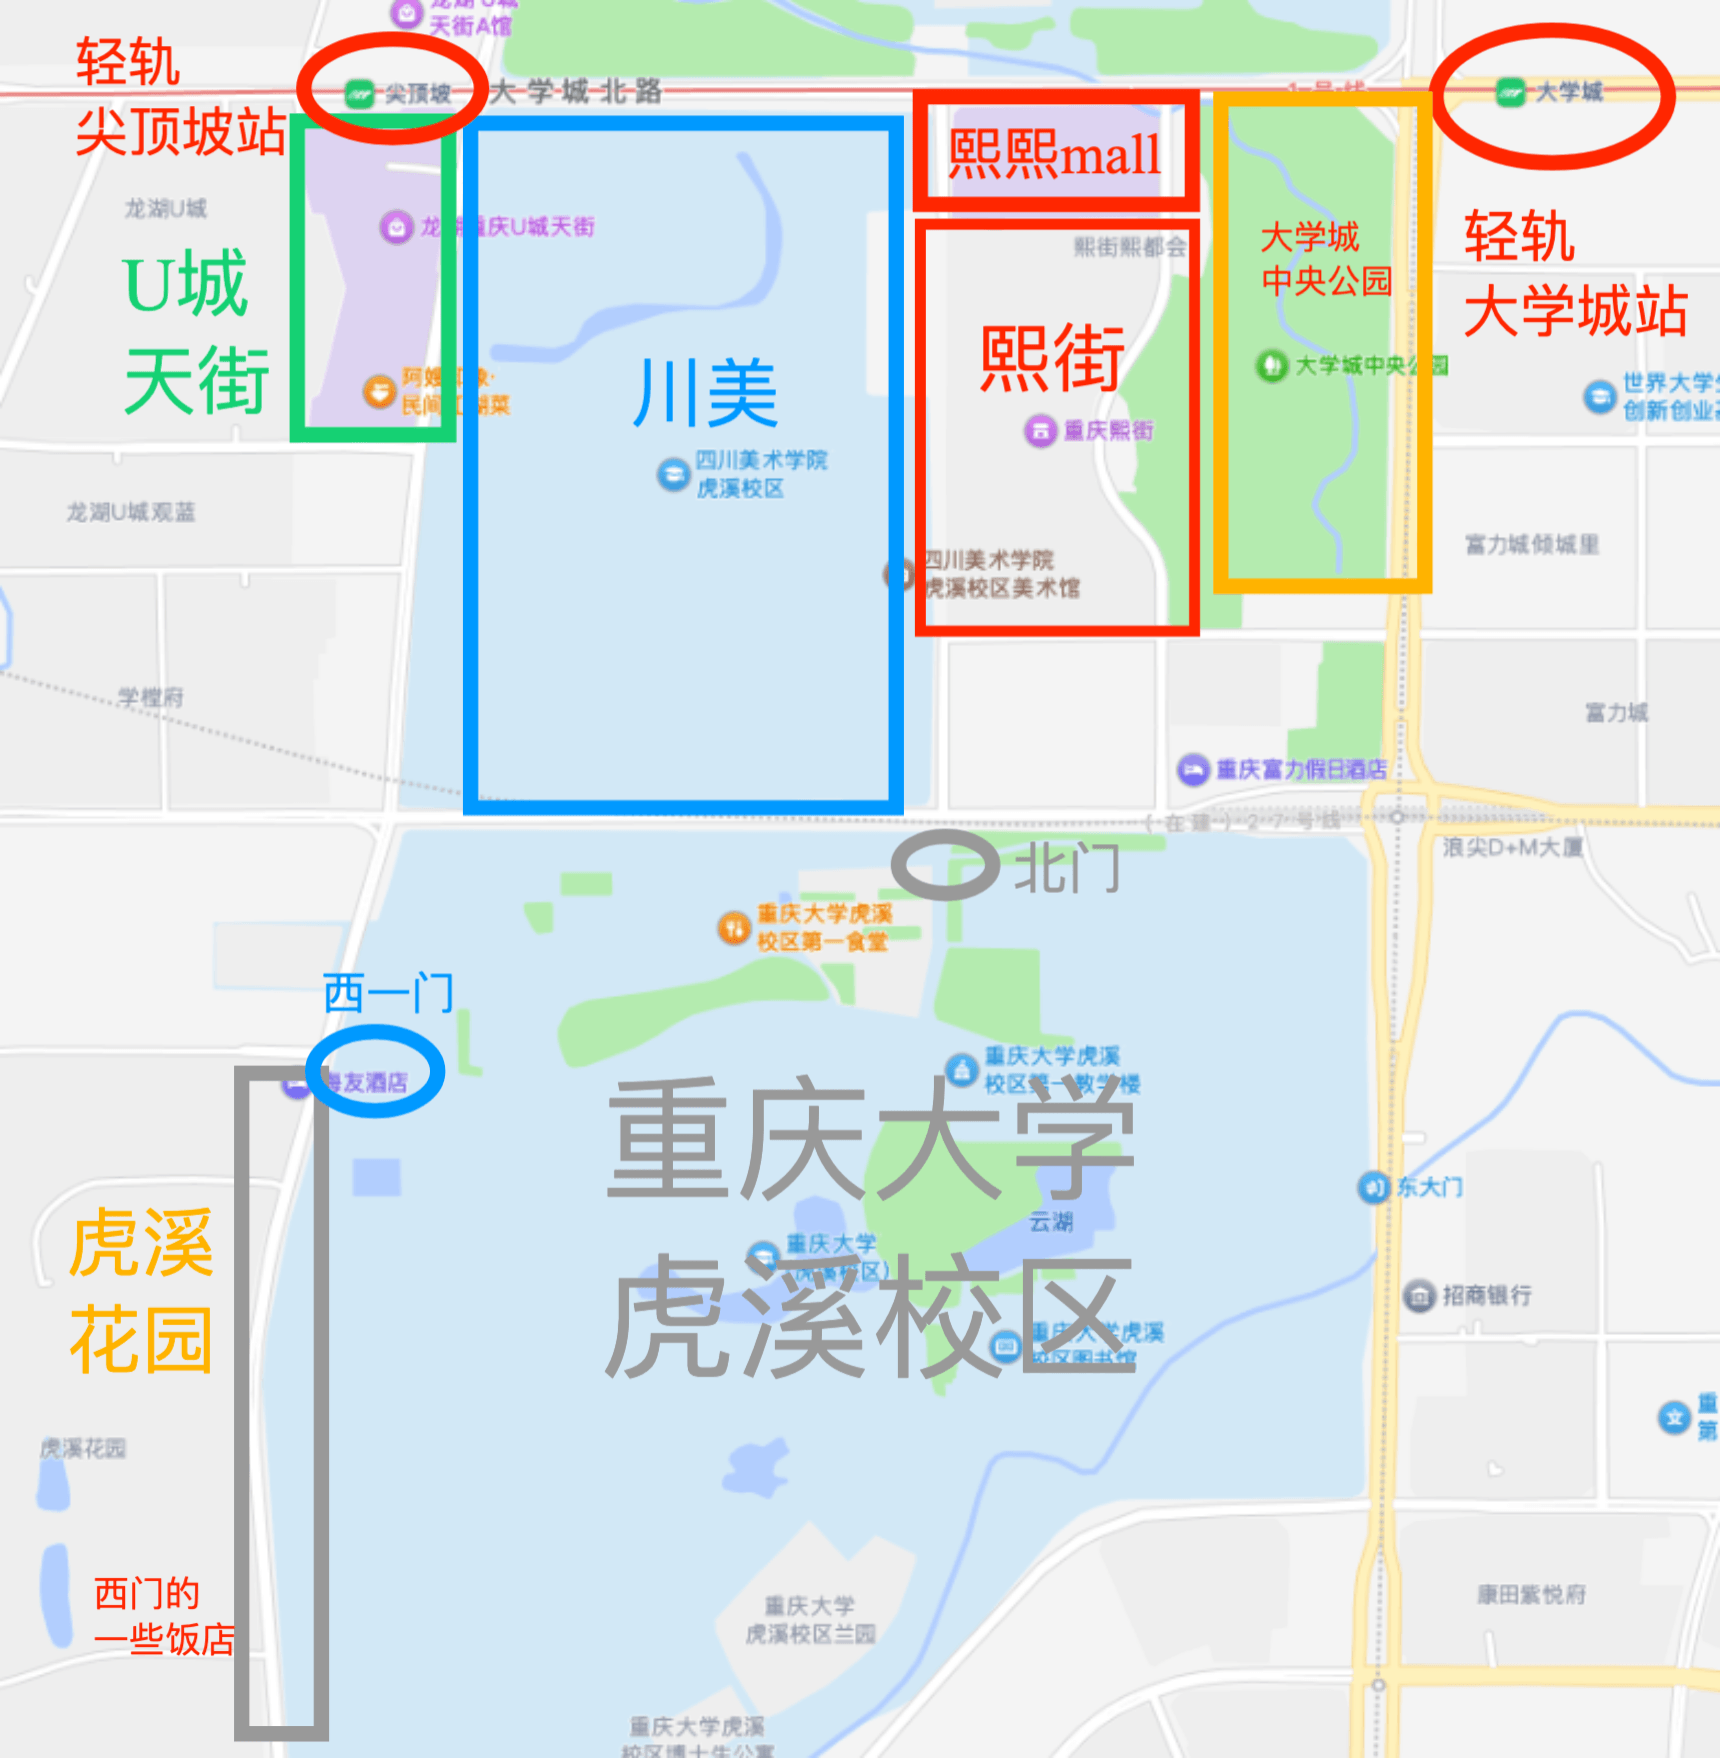 天街A馆
轻轨
尖顶坡站
尖顶坡
大学城北路
1号线
大学城
熙熙mall
龙湖U城
U城
天街
龙湖重庆U城天街
熙街熙都会
大学城
中央公园
轻轨
大学城站
熙街
川美
大学城中央公园
重庆熙街
民间江湖菜
四川美术学院
虎溪校区
世界大学
创新创业
龙湖U城观蓝
富力城倾城里
四川美术学院
虎溪校区美术馆
学樘府
富力城
重庆富力假日酒店
(在建)27号线
浪尖D+M大厦
北门
重庆大学虎溪
校区第一食堂
西一门
海友酒店
重庆大学虎溪
校区第一教学楼
重庆大学
虎溪校区
东大门
云湖
重庆大学
(虎溪校区)
虎溪
花园
招商银行
重庆大学虎溪
校区图书馆
重
第
虎溪花园
西门的
一些饭店
重庆大学
虎溪校区兰园
康田紫悦府
重庆大学虎溪
校区博士生公寓